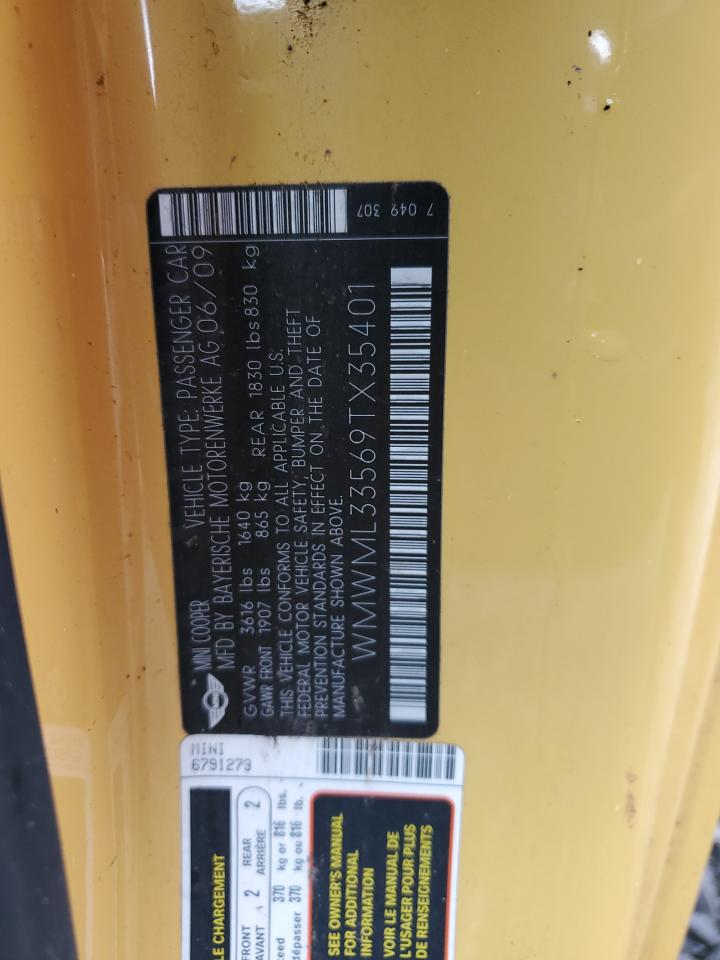 MINI COOPER VEHICLE TYPE: PASSENGER CAR
MFD BY BAYERISCHE MOTORENWERKE AG 06/09
GVWR 3616 lbs 1640 kg
GAWR FRONT 1907 lbs 865 kg REAR 1830 lbs 830 kg
THIS VEHICLE CONFORMS TO ALL APPLICABLE U.S.
FEDERAL MOTOR VEHICLE SAFETY, BUMPER AND THEFT
PREVENTION STANDARDS IN EFFECT ON THE DATE OF
MANUFACTURE SHOWN ABOVE.
WMWML33569TX35401
7 049 307
MINI
6791273
LE CHARGEMENT
FRONT 2 REAR 2
AVANT ARRIÈRE
ceed 370 kg or 816 lbs.
dépasser 370 kg ou 816 lb.
SEE OWNER'S MANUAL
FOR ADDITIONAL
INFORMATION
VOIR LE MANUEL DE
L'USAGER POUR PLUS
DE RENSEIGNEMENTS